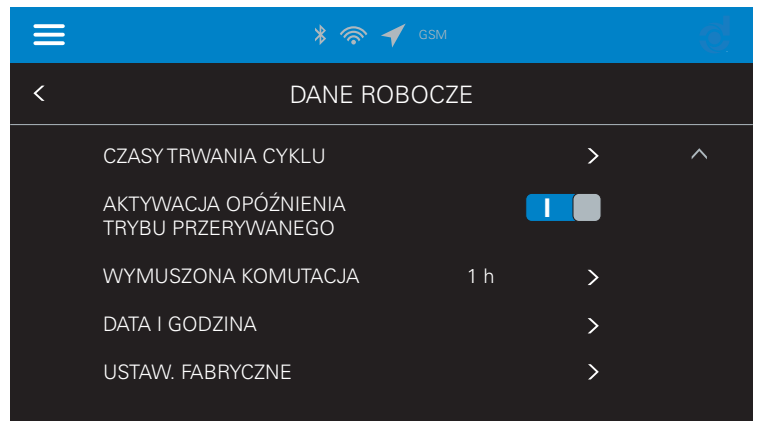 GSM
DANE ROBOCZE
CZASY TRWANIA CYKLU
AKTYWACJA OPÓŹNIENIA
TRYBU PRZERYWANEGO
WYMUSZONA KOMUTACJA 1 h
DATA I GODZINA
USTAW. FABRYCZNE